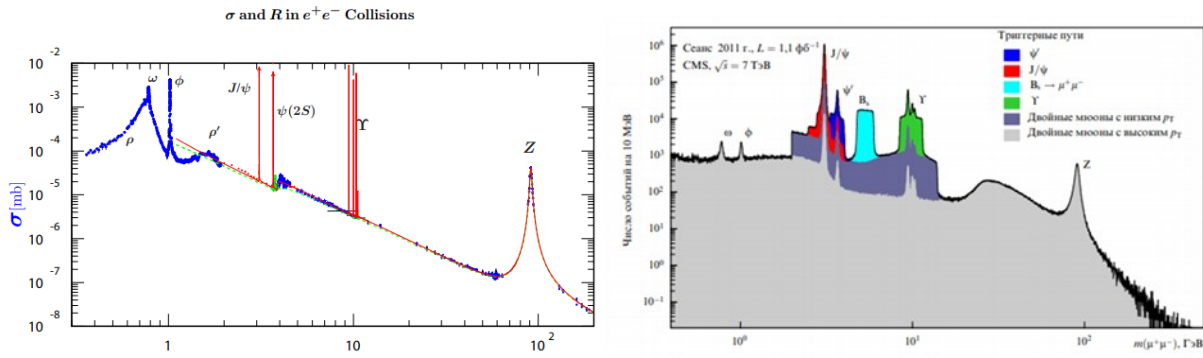 σ and R in e⁺e⁻ Collisions
10⁻²
10⁻³
10⁻⁴
10⁻⁵
10⁻⁶
10⁻⁷
10⁻⁸
σ [mb]
ω
ϕ
ρ
ρ′
J/ψ
ψ(2S)
Υ
Z
1
10
10²
Сеанс 2011 г., L = 1,1 фб⁻¹
CMS, √s = 7 ТэВ
Триггерные пути
ψ′
J/ψ
Bₛ → μ⁺μ⁻
Υ
Двойные мюоны с низким pT
Двойные мюоны с высоким pT
Число событий на 10 МэВ
10⁶
10⁵
10⁴
10³
10²
10¹
10⁰
10⁻¹
J/ψ
ψ′
Bₛ
Υ
ω
ϕ
Z
10⁰
10¹
10²
m(μ⁺μ⁻), ГэВ